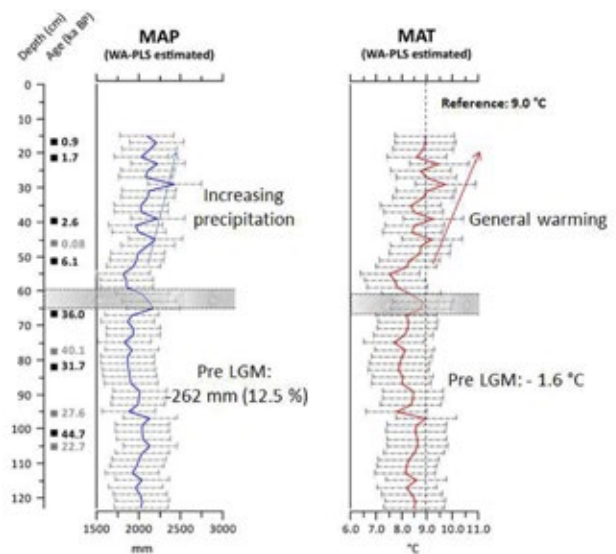 Depth (cm)
Age (ka BP)
MAP
(WA-PLS estimated)
MAT
(WA-PLS estimated)
0
10
20
30
40
50
60
70
80
90
100
110
120
0.9
1.7
2.6
0.08
6.1
36.0
40.1
31.7
27.6
44.7
22.7
Increasing
precipitation
Pre LGM:
-262 mm (12.5 %)
1500 2000 2500 3000
mm
Reference: 9.0 °C
General warming
Pre LGM: - 1.6 °C
6.0 7.0 8.0 9.0 10.0 11.0
°C